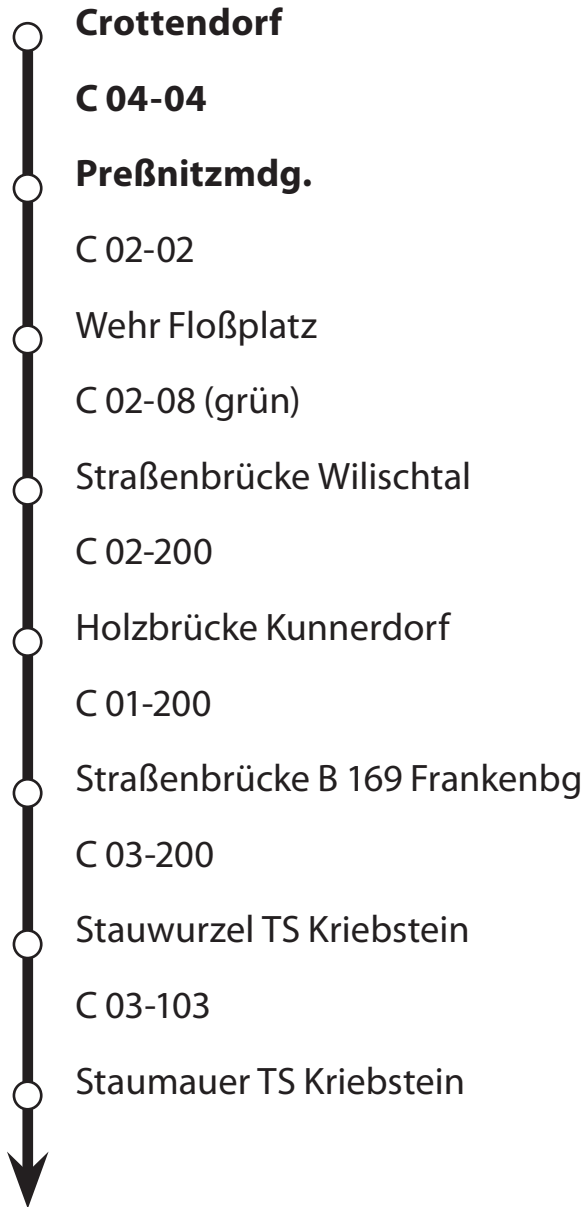 Crottendorf
C 04-04
Preßnitzmdg.
C 02-02
Wehr Floßplatz
C 02-08 (grün)
Straßenbrücke Wilischtal
C 02-200
Holzbrücke Kunnerdorf
C 01-200
Straßenbrücke B 169 Frankenbg
C 03-200
Stauwurzel TS Kriebstein
C 03-103
Staumauer TS Kriebstein